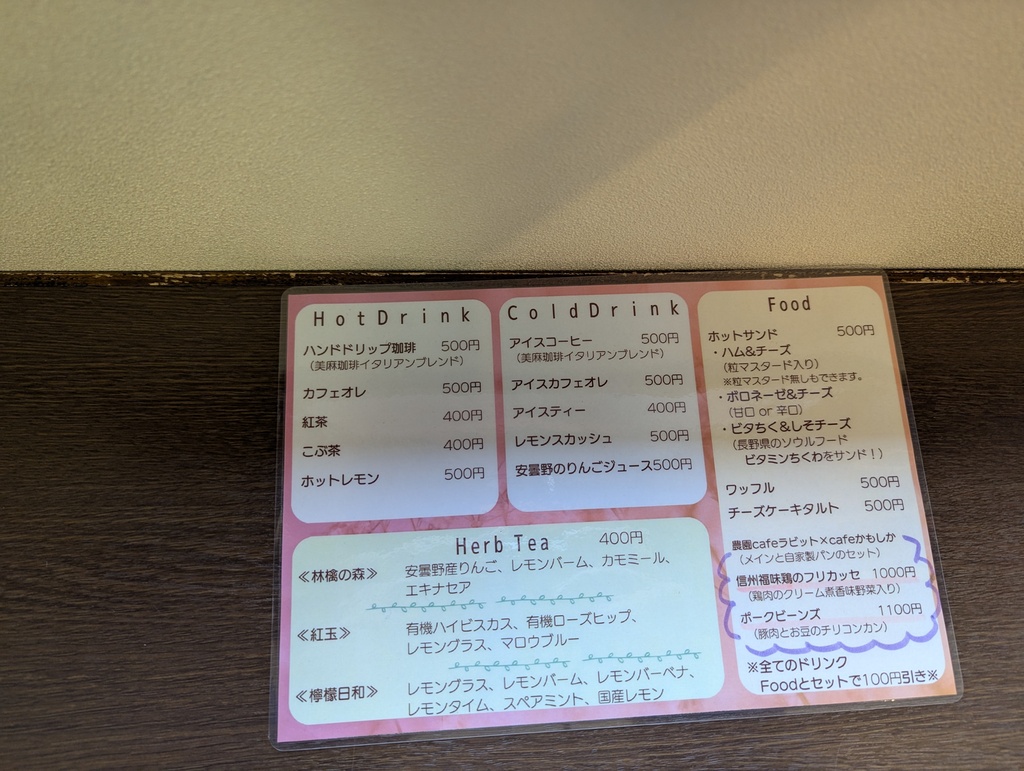 HotDrink
ハンドドリップ珈琲 500円
(美麻珈琲イタリアンブレンド)
カフェオレ 500円
紅茶 400円
こぶ茶 400円
ホットレモン 500円
ColdDrink
アイスコーヒー 500円
(美麻珈琲イタリアンブレンド)
アイスカフェオレ 500円
アイスティー 400円
レモンスカッシュ 500円
安曇野のりんごジュース500円
Food
ホットサンド 500円
・ハム&チーズ
(粒マスタード入り)
※粒マスタード無しもできます。
・ボロネーゼ&チーズ
(甘口 or 辛口)
・ビタちく&しそチーズ
(長野県のソウルフード
ビタミンちくわをサンド!)
ワッフル 500円
チーズケーキタルト 500円
農園cafeラビット×cafeかもしか
(メインと自家製パンのセット)
信州福味鶏のフリカッセ 1000円
(鶏肉のクリーム煮香味野菜入り)
ポークビーンズ 1100円
(豚肉とお豆のチリコンカン)
※全てのドリンク
Foodとセットで100円引き※
Herb Tea 400円
≪林檎の森≫ 安曇野産りんご、レモンバーム、カモミール、
エキナセア
≪紅玉≫ 有機ハイビスカス、有機ローズヒップ、
レモングラス、マロウブルー
≪檸檬日和≫ レモングラス、レモンバーム、レモンバーベナ、
レモンタイム、スペアミント、国産レモン